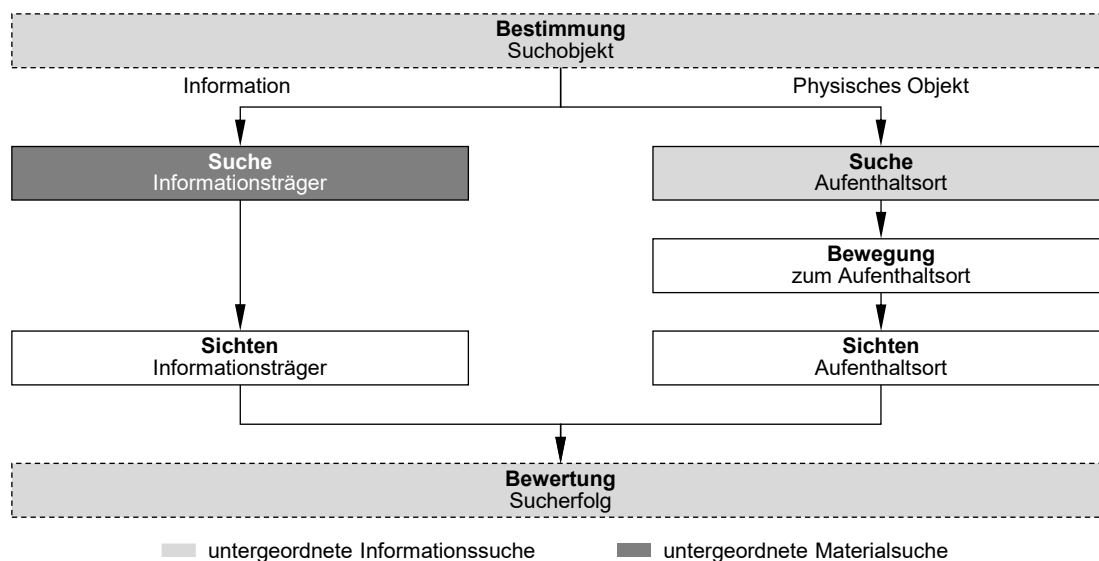 Bestimmung
Suchobjekt
Information
Physisches Objekt
Suche
Informationsträger
Suche
Aufenthaltsort
Bewegung
zum Aufenthaltsort
Sichten
Informationsträger
Sichten
Aufenthaltsort
Bewertung
Sucherfolg
untergeordnete Informationssuche
untergeordnete Materialsuche